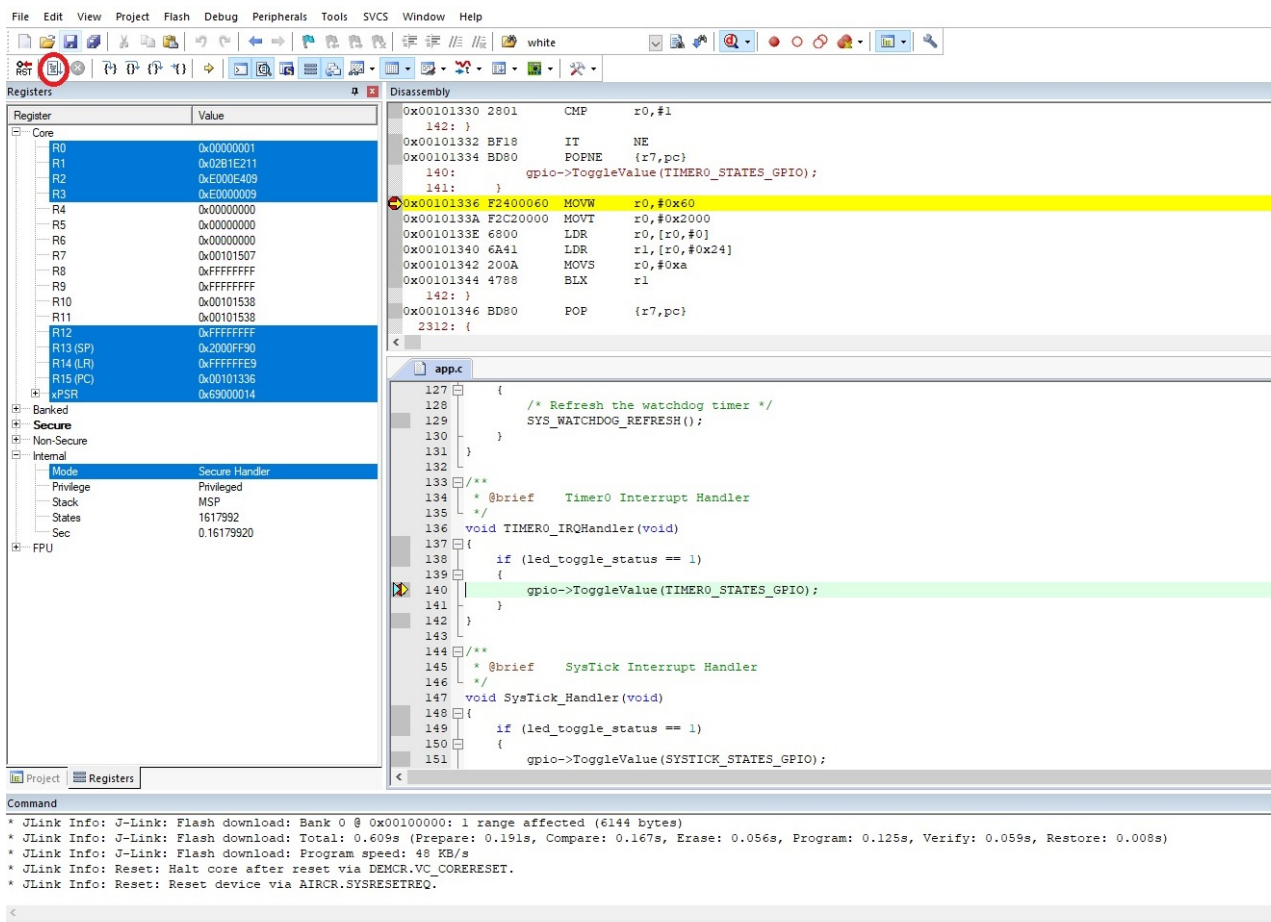 File Edit View Project Flash Debug Peripherals Tools SVCS Window Help
white
RST
Registers
Register Value
Core
R0 0x00000001
R1 0x02B1E211
R2 0xE000E409
R3 0xE0000009
R4 0x00000000
R5 0x00000000
R6 0x00000000
R7 0x00101507
R8 0xFFFFFFFF
R9 0xFFFFFFFF
R10 0x00101538
R11 0x00101538
R12 0xFFFFFFFF
R13 (SP) 0x2000FF90
R14 (LR) 0xFFFFFFE9
R15 (PC) 0x00101336
xPSR 0x69000014
Banked
Secure
Non-Secure
Internal
Mode Secure Handler
Privilege Privileged
Stack MSP
States 1617992
Sec 0.16179920
FPU
Project Registers
Disassembly
0x00101330 2801 CMP r0,#1
142: }
0x00101332 BF18 IT NE
0x00101334 BD80 POPNE {r7,pc}
140: gpio->ToggleValue(TIMER0_STATES_GPIO);
141: }
0x00101336 F2400060 MOVW r0,#0x60
0x0010133A F2C20000 MOVT r0,#0x2000
0x0010133E 6800 LDR r0,[r0,#0]
0x00101340 6A41 LDR r1,[r0,#0x24]
0x00101342 200A MOVS r0,#0xa
0x00101344 4788 BLX r1
142: }
0x00101346 BD80 POP {r7,pc}
2312: {
app.c
127 {
128 /* Refresh the watchdog timer */
129 SYS_WATCHDOG_REFRESH();
130 }
131 }
132
133 /**
134 * @brief Timer0 Interrupt Handler
135 */
136 void TIMER0_IRQHandler(void)
137 {
138 if (led_toggle_status == 1)
139 {
140 gpio->ToggleValue(TIMER0_STATES_GPIO);
141 }
142 }
143
144 /**
145 * @brief SysTick Interrupt Handler
146 */
147 void SysTick_Handler(void)
148 {
149 if (led_toggle_status == 1)
150 {
151 gpio->ToggleValue(SYSTICK_STATES_GPIO);
Command
* JLink Info: J-Link: Flash download: Bank 0 @ 0x00100000: 1 range affected (6144 bytes)
* JLink Info: J-Link: Flash download: Total: 0.609s (Prepare: 0.191s, Compare: 0.167s, Erase: 0.056s, Program: 0.125s, Verify: 0.059s, Restore: 0.008s)
* JLink Info: J-Link: Flash download: Program speed: 48 KB/s
* JLink Info: Reset: Halt core after reset via DEMCR.VC_CORERESET.
* JLink Info: Reset: Reset device via AIRCR.SYSRESETREQ.